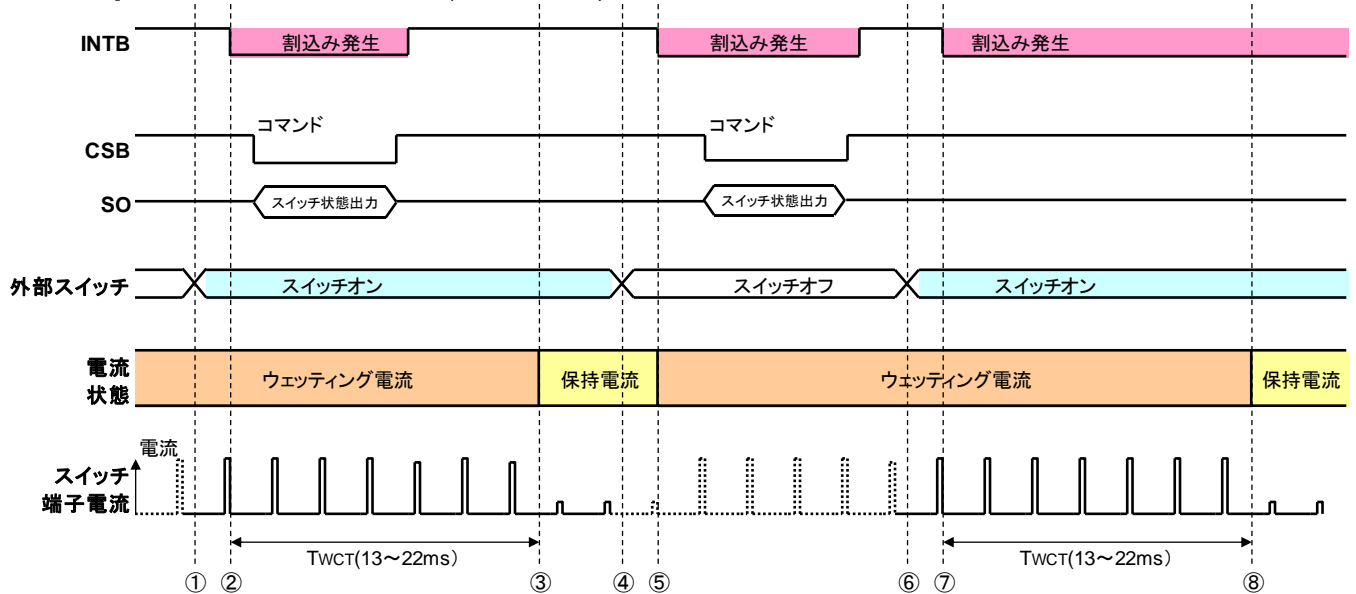 INTB 割込み発生 割込み発生 割込み発生
コマンド コマンド
CSB
SO スイッチ状態出力 スイッチ状態出力
外部スイッチ スイッチオン スイッチオフ スイッチオン
電流
状態
ウェッティング電流 保持電流 ウェッティング電流 保持電流
電流
スイッチ
端子電流
TWCT(13~22ms) TWCT(13~22ms)
① ② ③ ④ ⑤ ⑥ ⑦ ⑧